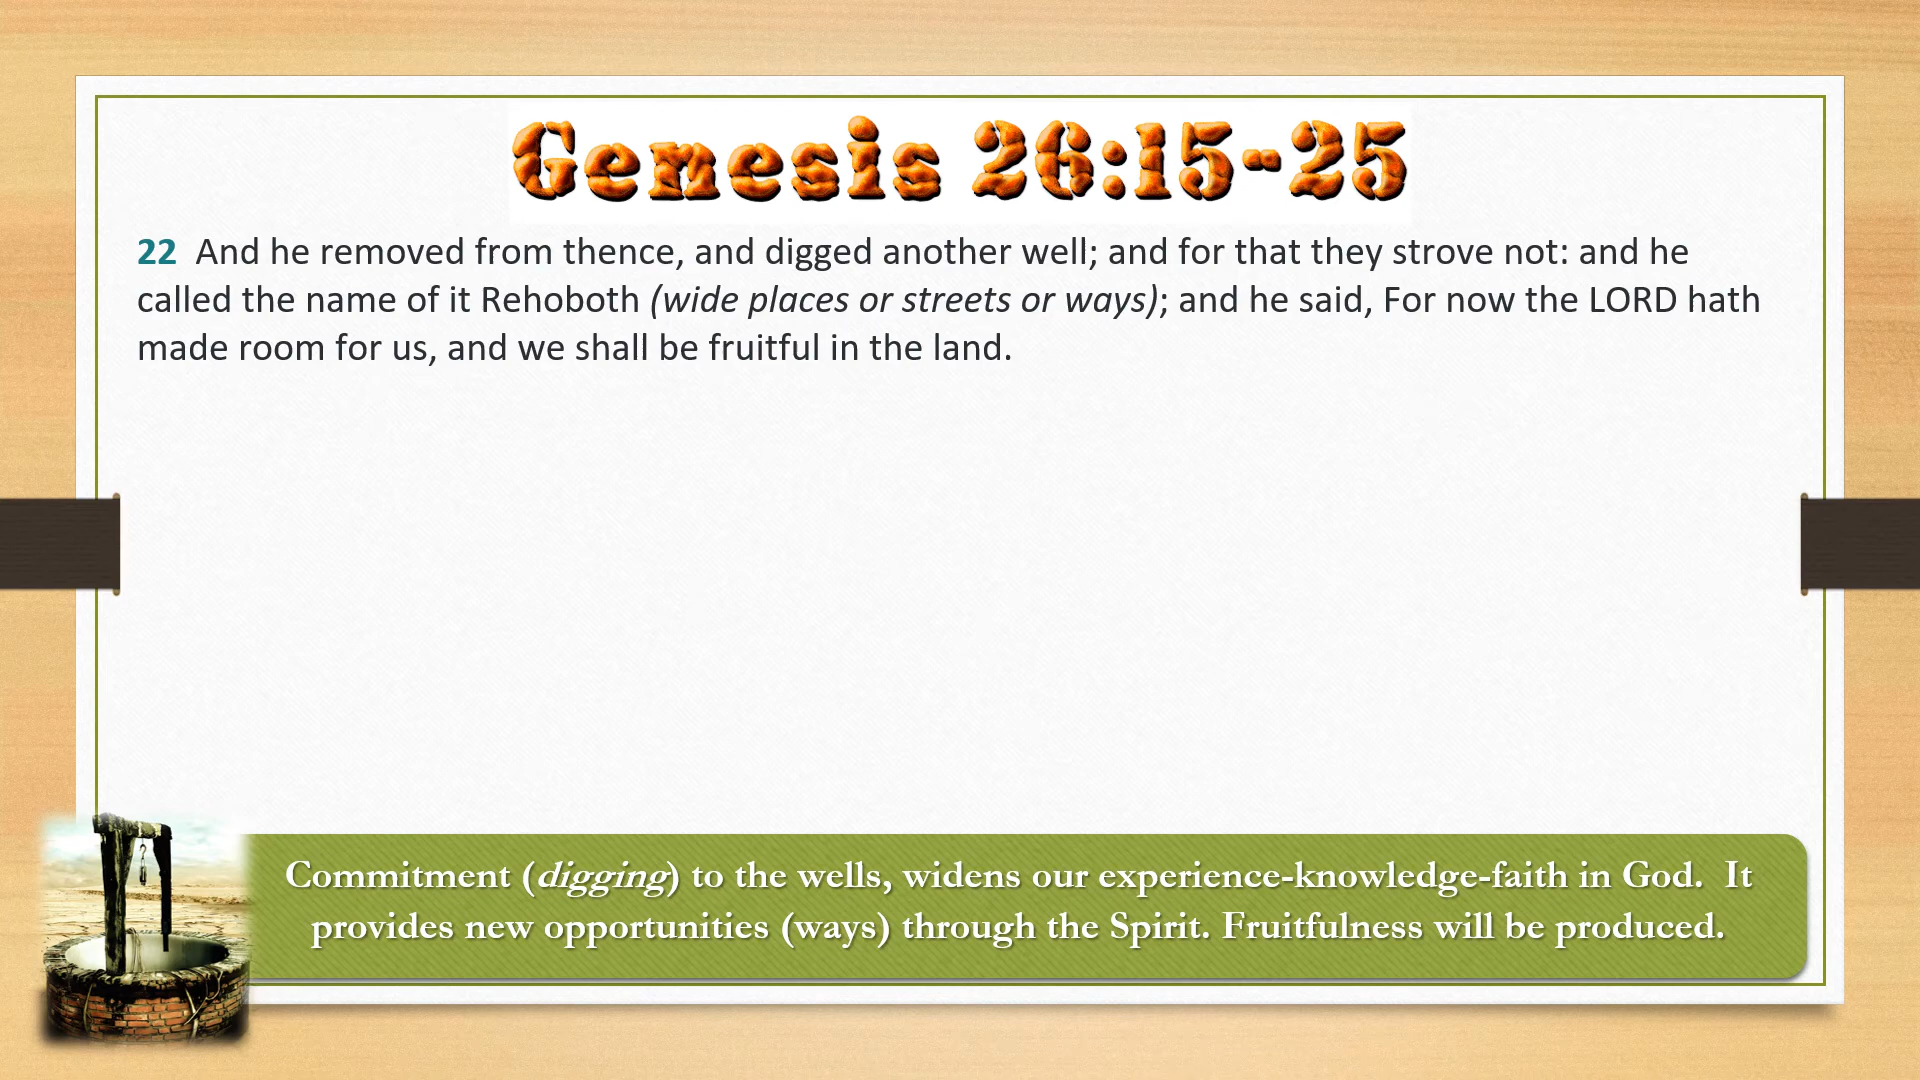 Genesis 26:15-25
22  And he removed from thence, and digged another well; and for that they strove not: and he
called the name of it Rehoboth (wide places or streets or ways); and he said, For now the LORD hath
made room for us, and we shall be fruitful in the land.
Commitment (digging) to the wells, widens our experience-knowledge-faith in God.  It
provides new opportunities (ways) through the Spirit. Fruitfulness will be produced.